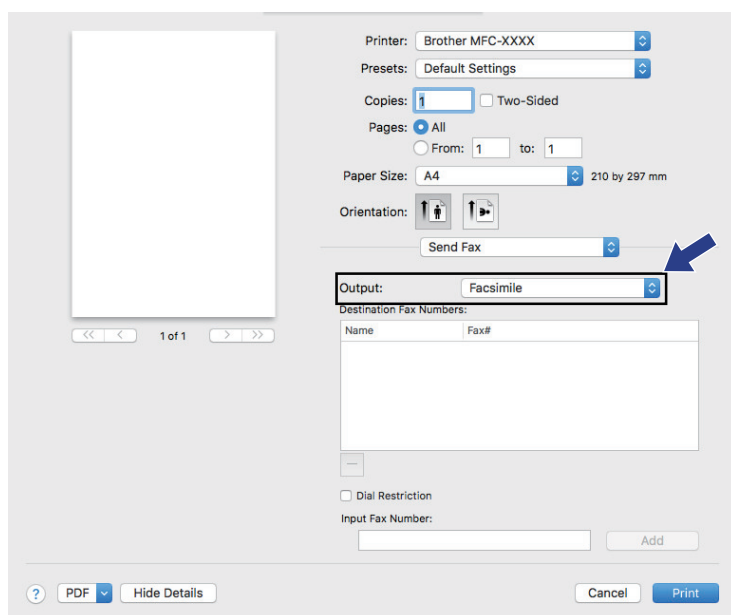 Printer: Brother MFC-XXXX
Presets: Default Settings
Copies: 1 Two-Sided
Pages: All
From: 1 to: 1
Paper Size: A4 210 by 297 mm
Orientation:
Send Fax
Output: Facsimile
Destination Fax Numbers:
Name Fax#
<< < 1 of 1 > >>
Dial Restriction
Input Fax Number:
Add
? PDF Hide Details Cancel Print